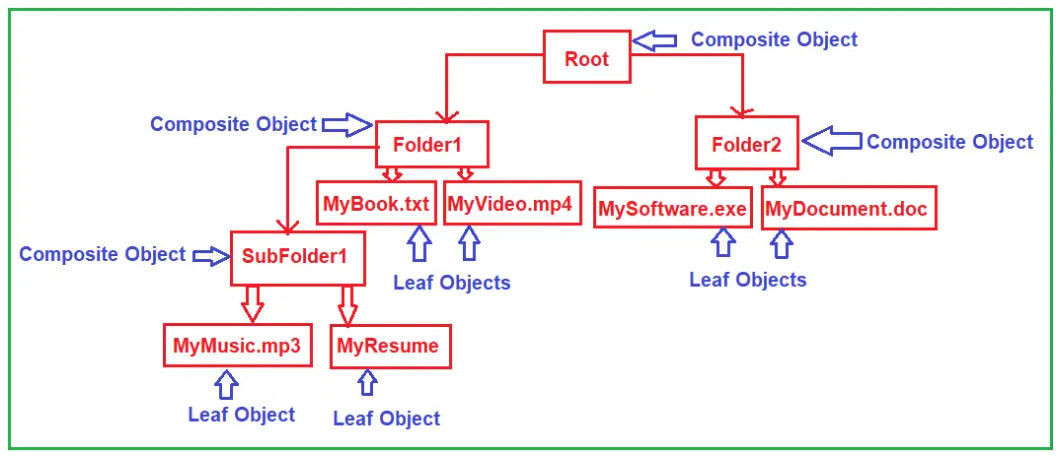 Root
Composite Object
Composite Object
Folder1
Folder2
Composite Object
MyBook.txt
MyVideo.mp4
MySoftware.exe
MyDocument.doc
Composite Object
SubFolder1
Leaf Objects
Leaf Objects
MyMusic.mp3
MyResume
Leaf Object
Leaf Object